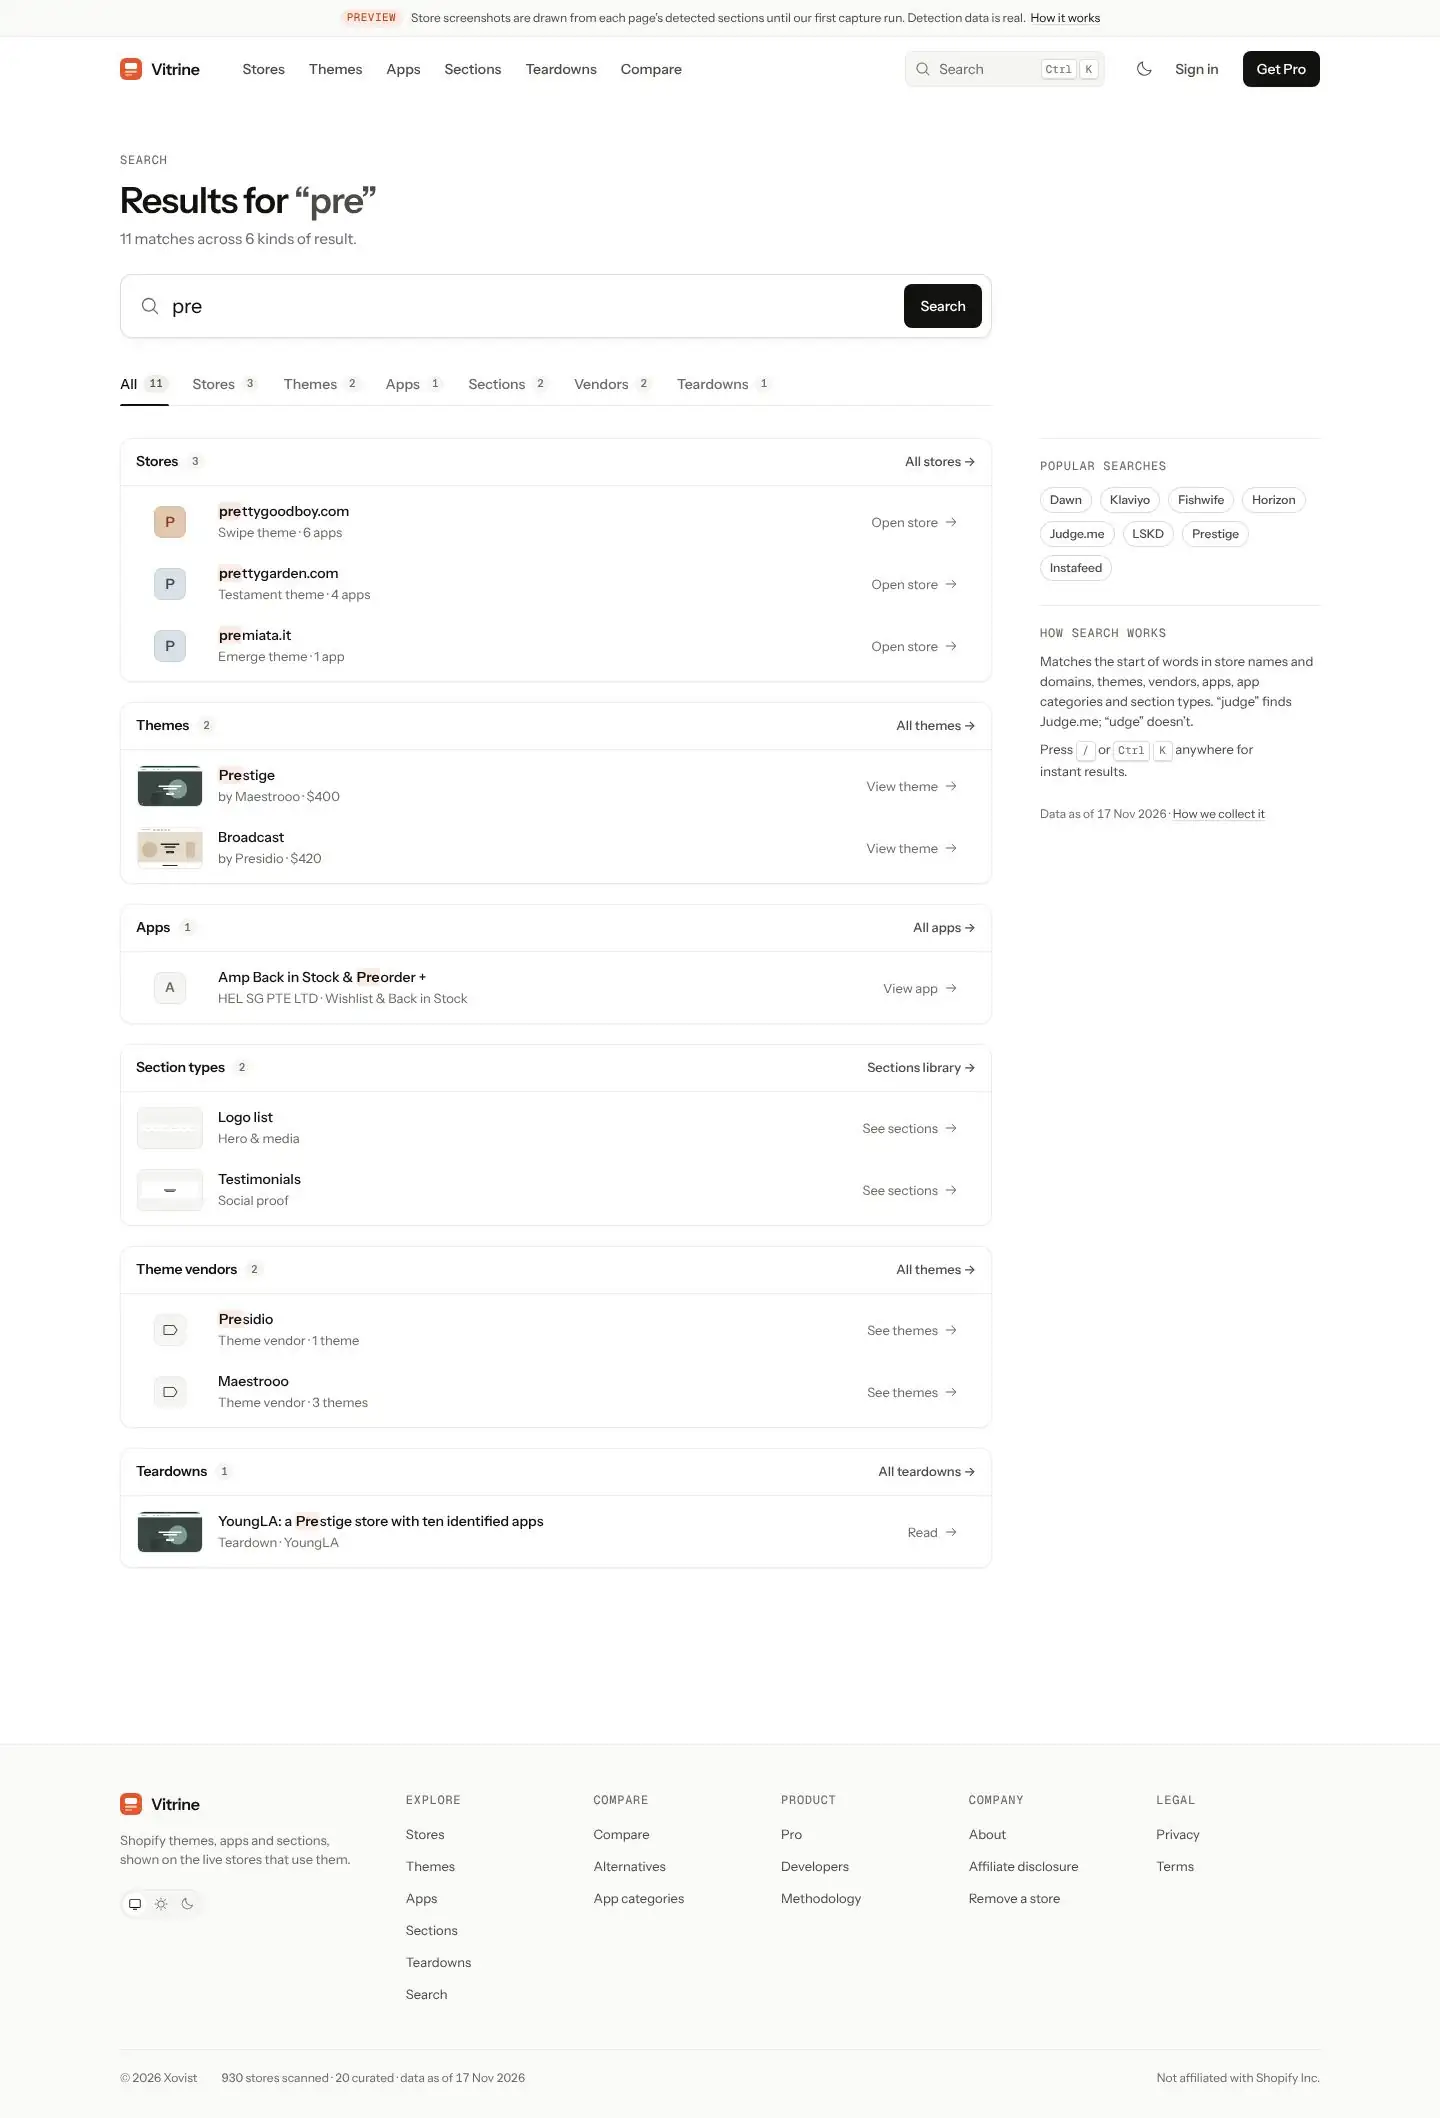 PREVIEW Store screenshots are drawn from each page's detected sections until our first capture run. Detection data is real. How it works
Vitrine Stores Themes Apps Sections Teardowns Compare Search Ctrl K Sign in Get Pro
SEARCH
Results for “pre”
11 matches across 6 kinds of result.
pre Search
All 11 Stores 3 Themes 2 Apps 1 Sections 2 Vendors 2 Teardowns 1
Stores 3 All stores →
P prettygoodboy.com
Swipe theme · 6 apps
Open store →
P prettygarden.com
Testament theme · 4 apps
Open store →
P premiata.it
Emerge theme · 1 app
Open store →
Themes 2 All themes →
Prestige
by Maestrooo · $400
View theme →
Broadcast
by Presidio · $420
View theme →
Apps 1 All apps →
A Amp Back in Stock & Preorder +
HEL SG PTE LTD · Wishlist & Back in Stock
View app →
Section types 2 Sections library →
Logo list
Hero & media
See sections →
Testimonials
Social proof
See sections →
Theme vendors 2 All themes →
Presidio
Theme vendor · 1 theme
See themes →
Maestrooo
Theme vendor · 3 themes
See themes →
Teardowns 1 All teardowns →
YoungLA: a Prestige store with ten identified apps
Teardown · YoungLA
Read →
POPULAR SEARCHES
Dawn Klaviyo Fishwife Horizon
Judge.me LSKD Prestige
Instafeed
HOW SEARCH WORKS
Matches the start of words in store names and
domains, themes, vendors, apps, app
categories and section types. “judge” finds
Judge.me; “udge” doesn't.
Press / or Ctrl K anywhere for
instant results.
Data as of 17 Nov 2026 · How we collect it
Vitrine
Shopify themes, apps and sections,
shown on the live stores that use them.
EXPLORE
Stores
Themes
Apps
Sections
Teardowns
Search
COMPARE
Compare
Alternatives
App categories
PRODUCT
Pro
Developers
Methodology
COMPANY
About
Affiliate disclosure
Remove a store
LEGAL
Privacy
Terms
© 2026 Xovist 930 stores scanned · 20 curated · data as of 17 Nov 2026 Not affiliated with Shopify Inc.